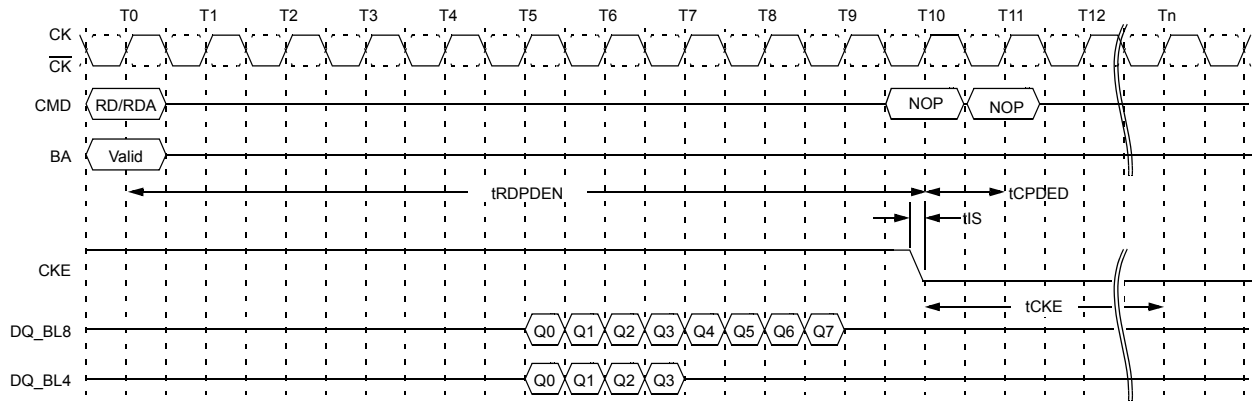 T0 T1 T2 T3 T4 T5 T6 T7 T8 T9 T10 T11 T12 Tn
CK
CK
CMD RD/RDA NOP NOP
BA Valid
tRDPDEN tCPDED
tIS
CKE
tCKE
DQ_BL8 Q0 Q1 Q2 Q3 Q4 Q5 Q6 Q7
DQ_BL4 Q0 Q1 Q2 Q3